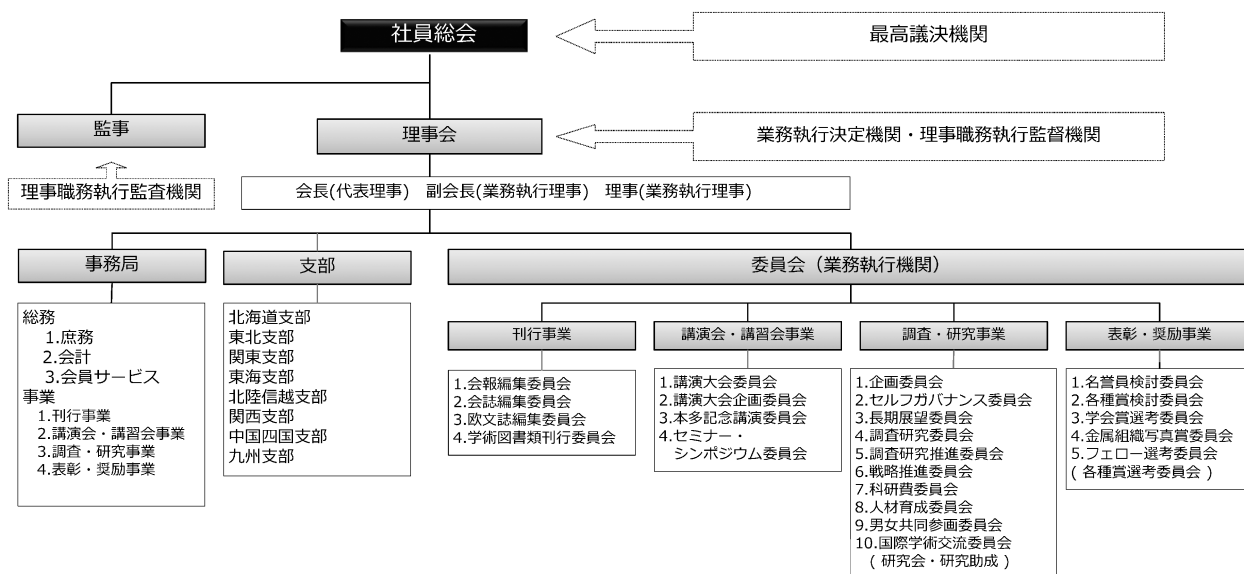 社員総会
最高議決機関
監事
理事会
業務執行決定機関・理事職務執行監督機関
理事職務執行監査機関
会長(代表理事) 副会長(業務執行理事) 理事(業務執行理事)
事務局
支部
委員会（業務執行機関）
総務
1.庶務
2.会計
3.会員サービス
事業
1.刊行事業
2.講演会・講習会事業
3.調査・研究事業
4.表彰・奨励事業
北海道支部
東北支部
関東支部
東海支部
北陸信越支部
関西支部
中国四国支部
九州支部
刊行事業
1.会報編集委員会
2.会誌編集委員会
3.欧文誌編集委員会
4.学術図書類刊行委員会
講演会・講習会事業
1.講演大会委員会
2.講演大会企画委員会
3.本多記念講演委員会
4.セミナー・
シンポジウム委員会
調査・研究事業
1.企画委員会
2.セルフガバナンス委員会
3.長期展望委員会
4.調査研究委員会
5.調査研究推進委員会
6.戦略推進委員会
7.科研費委員会
8.人材育成委員会
9.男女共同参画委員会
10.国際学術交流委員会
( 研究会・研究助成 )
表彰・奨励事業
1.名誉員検討委員会
2.各種賞検討委員会
3.学会賞選考委員会
4.金属組織写真賞委員会
5.フェロー選考委員会
( 各種賞選考委員会 )